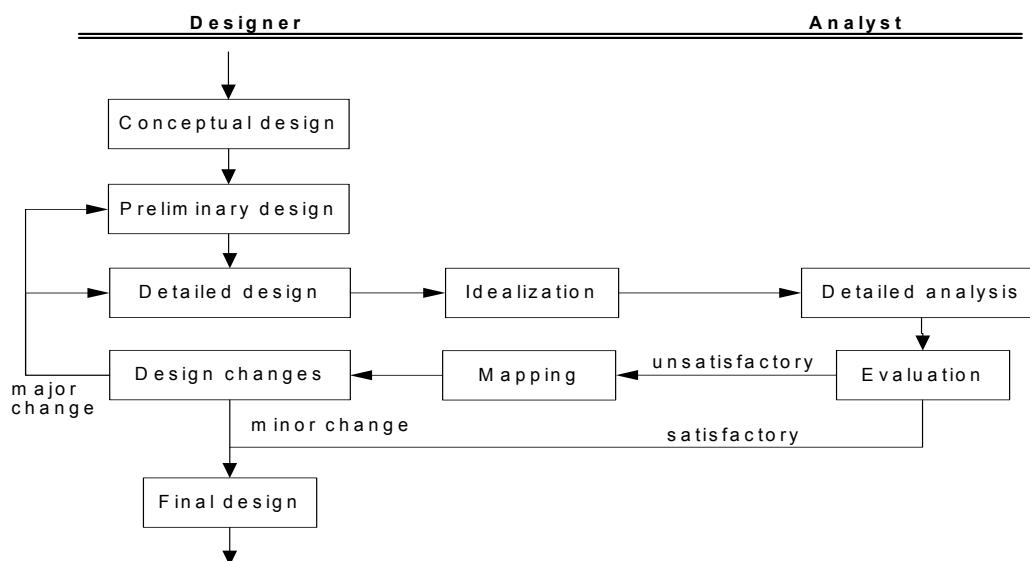 Designer Analyst
Conceptual design
Preliminary design
Detailed design Idealization Detailed analysis
unsatisfactory
Design changes Mapping Evaluation
major
change
minor change satisfactory
Final design